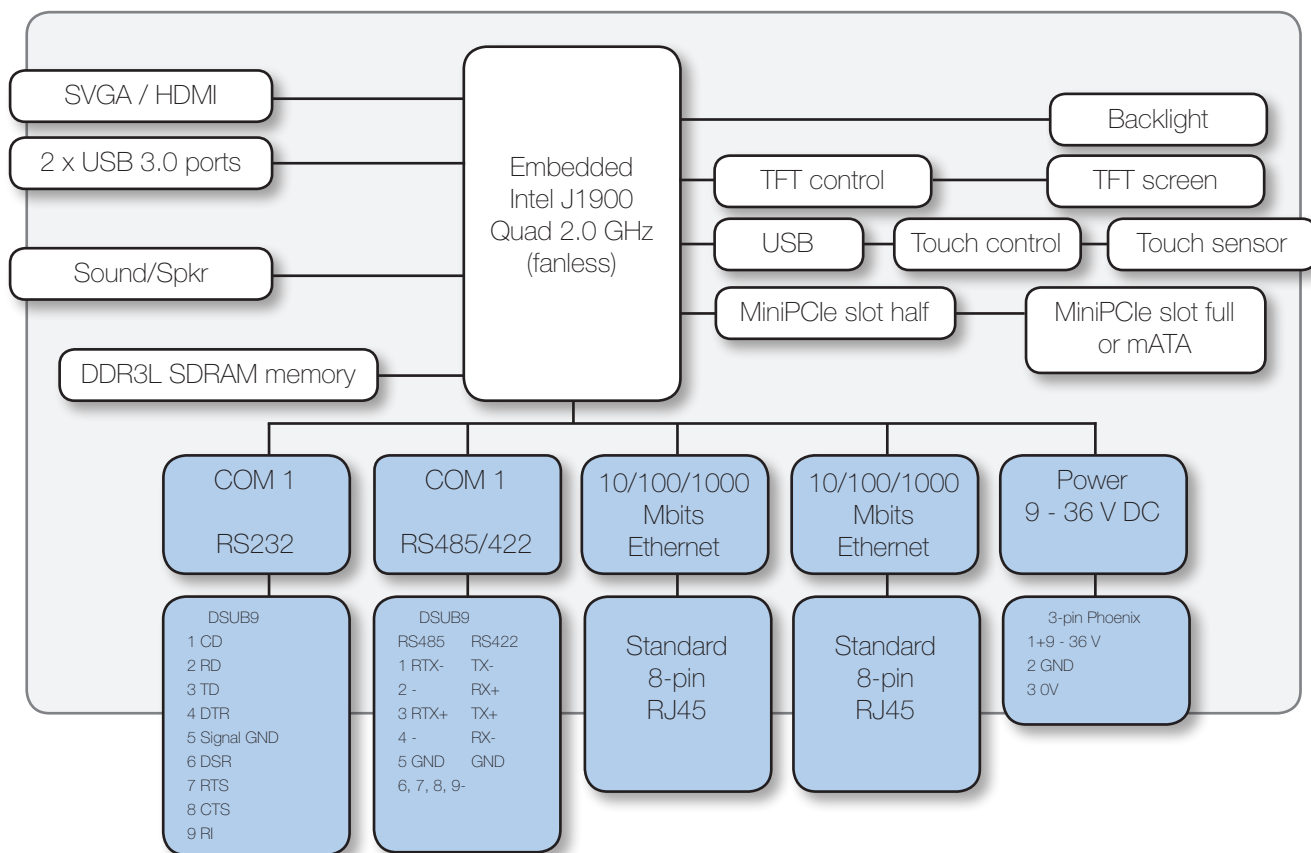 SVGA / HDMI
2 x USB 3.0 ports
Sound/Spkr
DDR3L SDRAM memory
Embedded
Intel J1900
Quad 2.0 GHz
(fanless)
Backlight
TFT control
TFT screen
USB
Touch control
Touch sensor
MiniPCIe slot half
MiniPCIe slot full
or mATA
COM 1
RS232
COM 1
RS485/422
10/100/1000
Mbits
Ethernet
10/100/1000
Mbits
Ethernet
Power
9 - 36 V DC
DSUB9
1 CD
2 RD
3 TD
4 DTR
5 Signal GND
6 DSR
7 RTS
8 CTS
9 RI
DSUB9
RS485 RS422
1 RTX- TX-
2 - RX+
3 RTX+ TX+
4 - RX-
5 GND GND
6, 7, 8, 9-
Standard
8-pin
RJ45
Standard
8-pin
RJ45
3-pin Phoenix
1+9 - 36 V
2 GND
3 0V